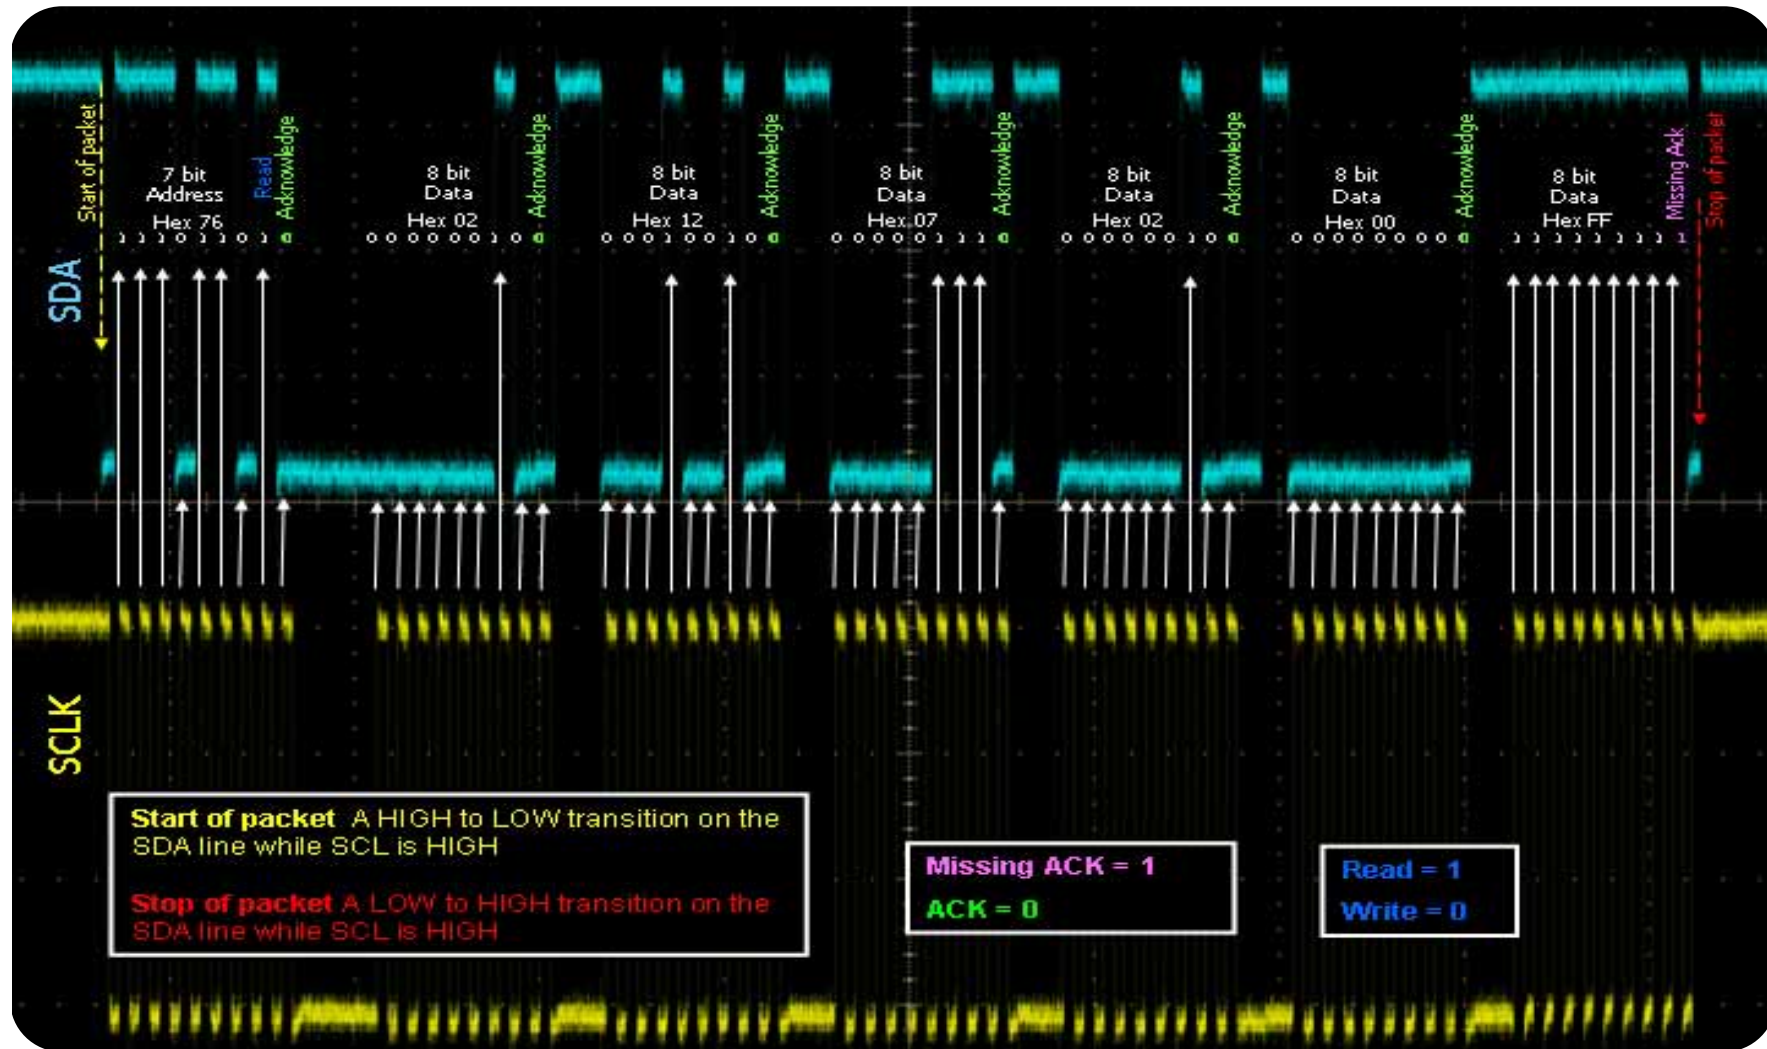 SDA
SCLK
Start of packet
7 bit
Address
Hex 76
1 1 1 0 1 1 0 1 0
Read
Acknowledge
8 bit
Data
Hex 02
0 0 0 0 0 0 1 0 0
Acknowledge
8 bit
Data
Hex 12
0 0 0 1 0 0 1 0 0
Acknowledge
8 bit
Data
Hex 07
0 0 0 0 0 1 1 1 0
Acknowledge
8 bit
Data
Hex 02
0 0 0 0 0 0 1 0 0
Acknowledge
8 bit
Data
Hex 00
0 0 0 0 0 0 0 0 0
Acknowledge
8 bit
Data
Hex FF
1 1 1 1 1 1 1 1 1
Missing Ack
Stop of packet
Start of packet A HIGH to LOW transition on the
SDA line while SCL is HIGH
Stop of packet A LOW to HIGH transition on the
SDA line while SCL is HIGH
Missing ACK = 1
ACK = 0
Read = 1
Write = 0